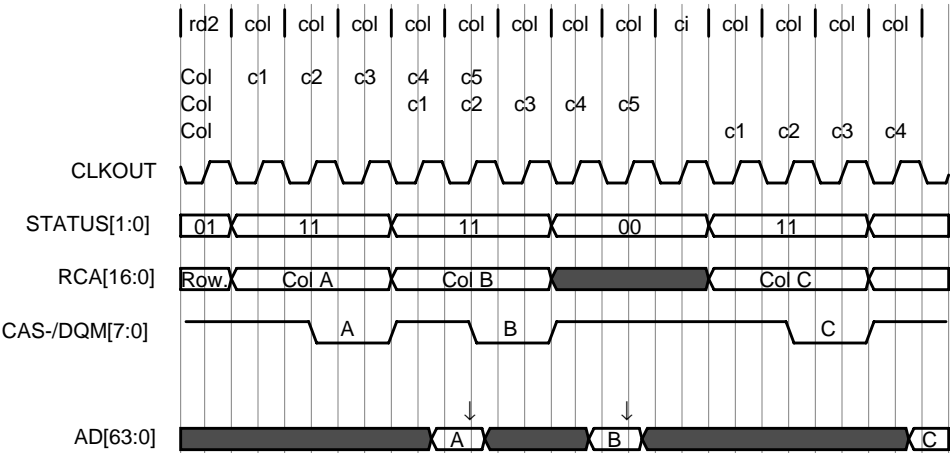 rd2 col col col col col col col col ci col col col col
Col c1 c2 c3 c4 c5
Col c1 c2 c3 c4 c5
Col c1 c2 c3 c4
CLKOUT
STATUS[1:0] 01 11 11 00 11
RCA[16:0] Row. Col A Col B Col C
CAS-/DQM[7:0] A B C
AD[63:0] A B C